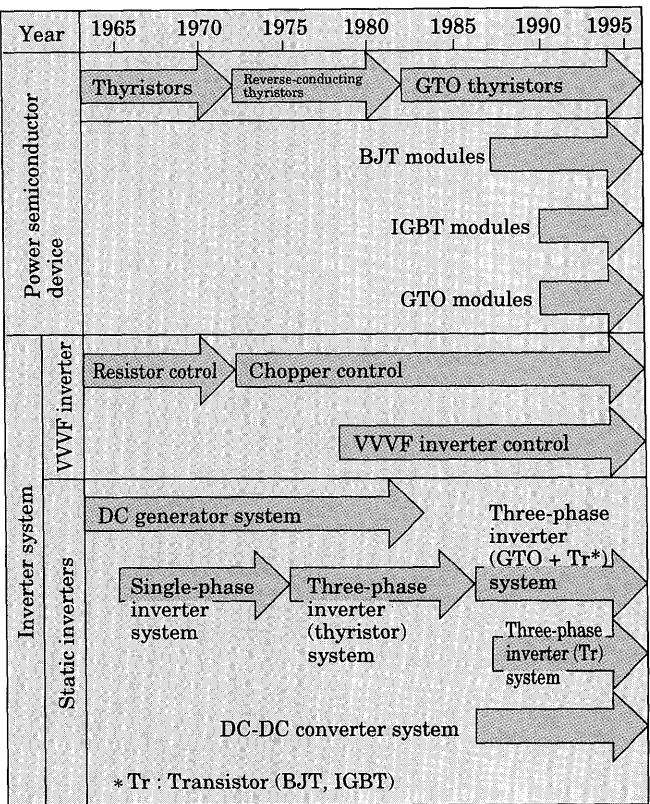 Year 1965 1970 1975 1980 1985 1990 1995
Power semiconductor
device
Thyristors
Reverse-conducting
thyristors
GTO thyristors
BJT modules
IGBT modules
GTO modules
Inverter system
VVVF inverter
Resistor cotrol
Chopper control
VVVF inverter control
Static inverters
DC generator system
Single-phase
inverter
system
Three-phase
inverter
(thyristor)
system
Three-phase
inverter
(GTO + Tr*)
system
Three-phase
inverter (Tr)
system
DC-DC converter system
* Tr : Transistor (BJT, IGBT)